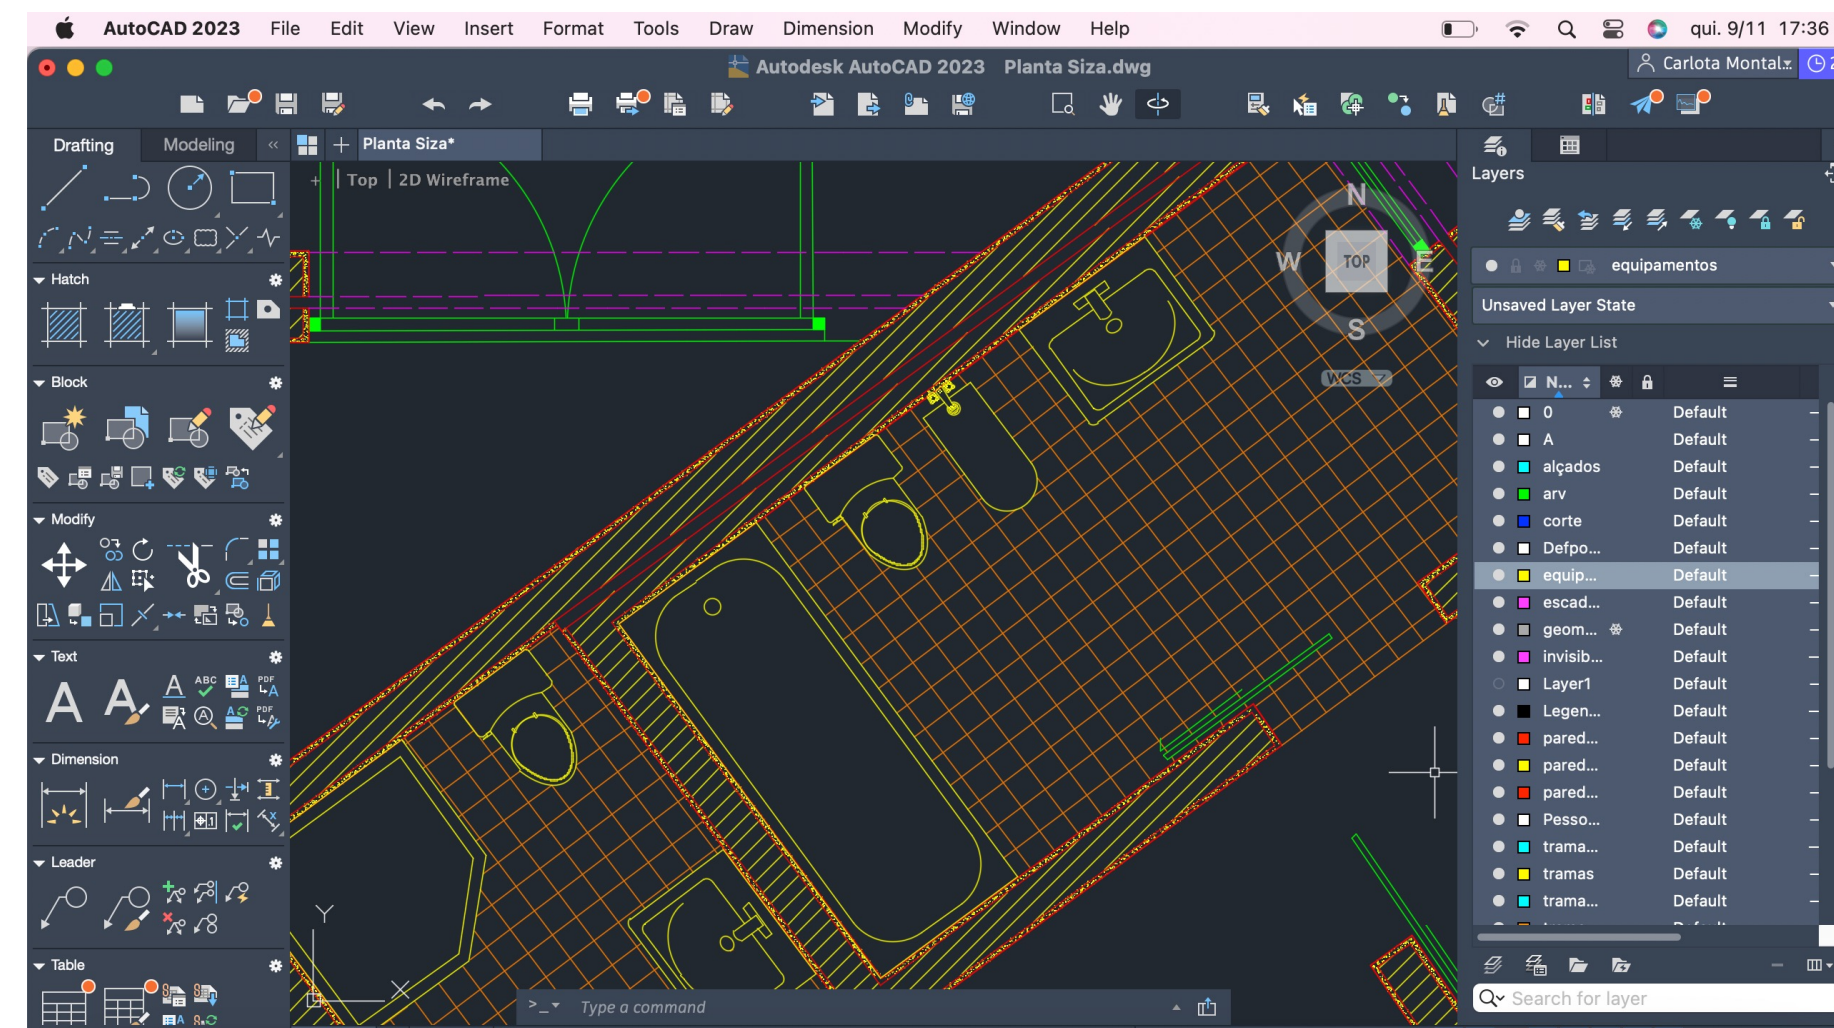 AutoCAD 2023 File Edit View Insert Format Tools Draw Dimension Modify Window Help qui. 9/11 17:36
Autodesk AutoCAD 2023 Planta Siza.dwg
Carlota Montal...
Drafting Modeling
Planta Siza*
+ | Top | 2D Wireframe
Hatch
Block
Modify
Text
Dimension
Leader
Table
N
W TOP E
S
WCS
Y
X
>_ Type a command
Layers
equipamentos
Unsaved Layer State
Hide Layer List
N...
0 Default
A Default
alçados Default
arv Default
corte Default
Defpo... Default
equip... Default
escad... Default
geom... Default
invisib... Default
Layer1 Default
Legen... Default
pared... Default
pared... Default
pared... Default
Pesso... Default
trama... Default
tramas Default
trama... Default
Search for layer